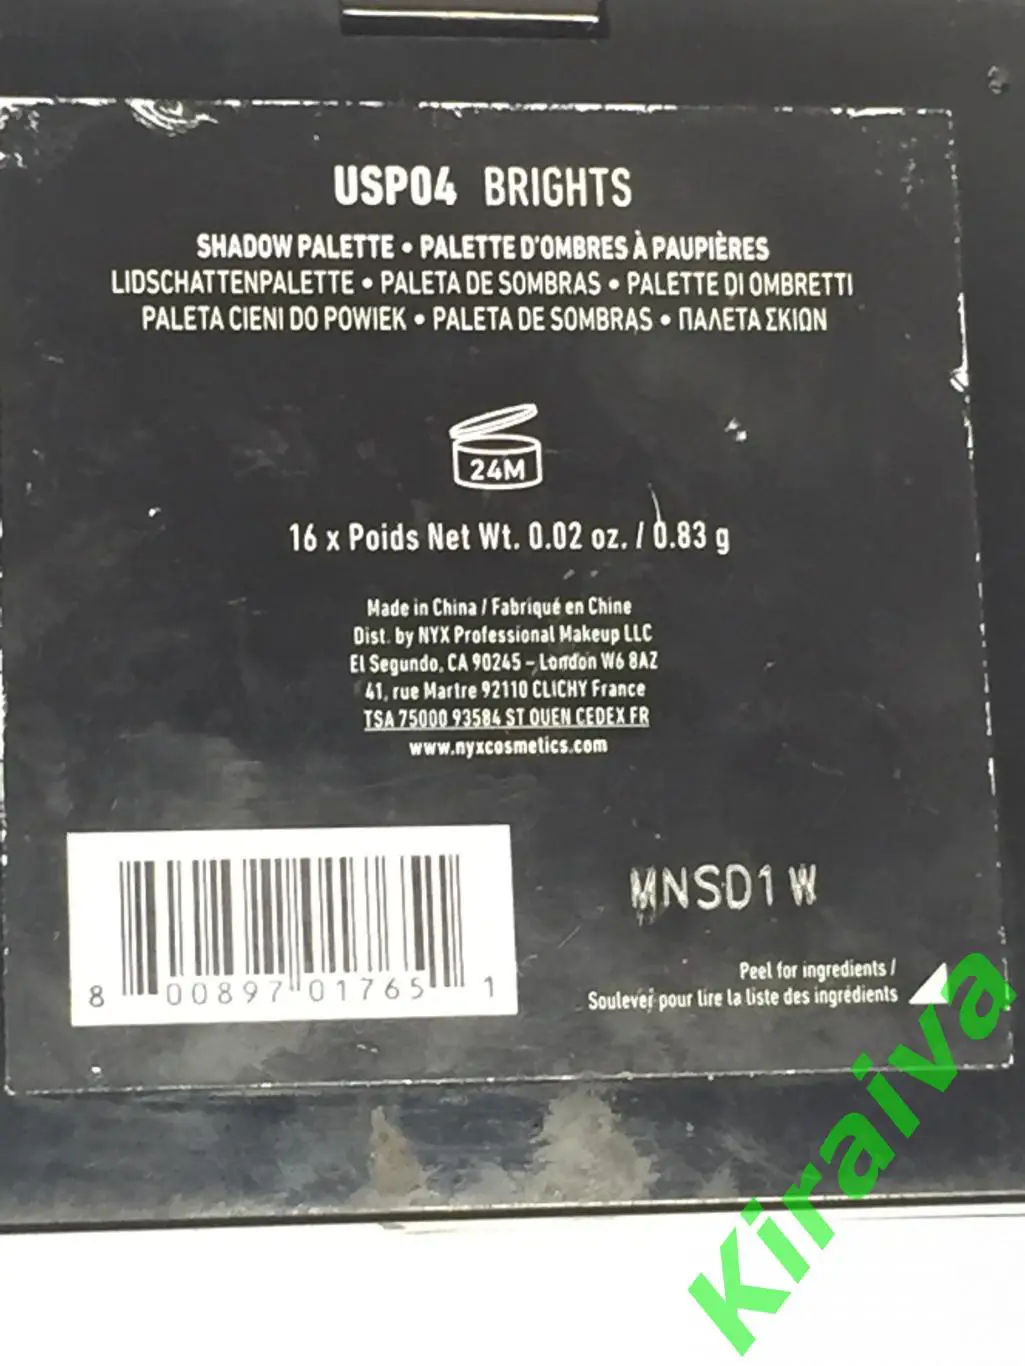 USP04 BRIGHTS
SHADOW PALETTE • PALETTE D'OMBRES À PAUPIÈRES
LIDSCHATTENPALETTE • PALETA DE SOMBRAS • PALETTE DI OMBRETTI
PALETA CIENI DO POWIEK • PALETA DE SOMBRAS • ΠΑΛΕΤΑ ΣΚΙΩΝ
24M
16 x Poids Net Wt. 0.02 oz. / 0.83 g
Made in China / Fabriqué en Chine
Dist. by NYX Professional Makeup LLC
El Segundo, CA 90245 - London W6 8AZ
41, rue Martre 92110 CLICHY France
TSA 75000 93584 ST OUEN CEDEX FR
www.nyxcosmetics.com
MNSD1W
8 00897 01765 1
Peel for ingredients /
Soulever pour lire la liste des ingrédients
Kiraiva